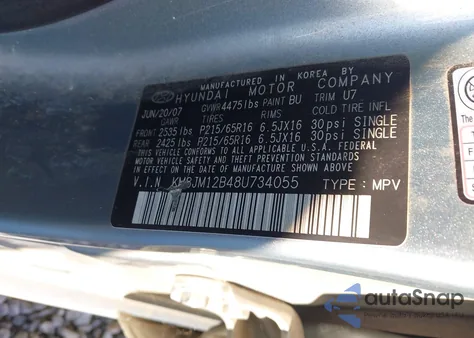 MANUFACTURED IN KOREA BY
HYUNDAI MOTOR COMPANY
JUN/20/07 GVWR 4475lbs PAINT BU TRIM U7
GAWR TIRES RIMS COLD TIRE INFL
FRONT 2535 lbs P215/65R16 6.5JX16 30psi SINGLE
REAR 2425 lbs P215/65R16 6.5JX16 30psi SINGLE
THIS VEHICLE CONFORMS TO ALL APPLICABLE U.S.A. FEDERAL
MOTOR VEHICLE SAFETY STANDARDS IN EFFECT ON THE DATE OF
MANUFACTURE SHOWN ABOVE.
V.I.N KM8JM12B48U734055 TYPE: MPV
autoSnap